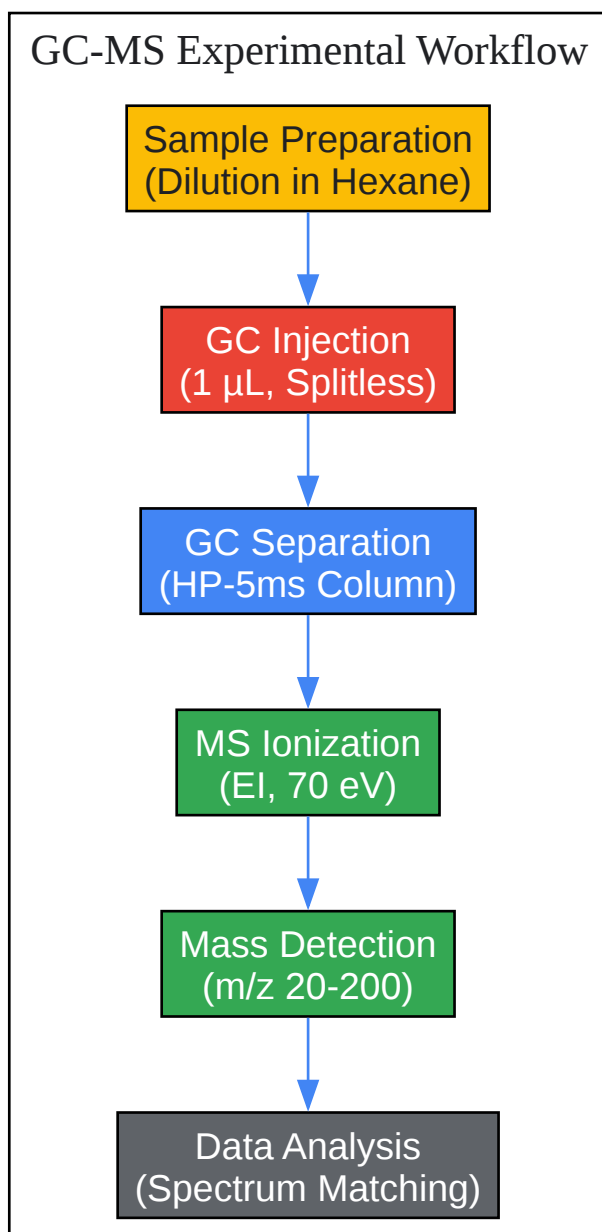 GC-MS Experimental Workflow
Sample Preparation
(Dilution in Hexane)
GC Injection
(1 µL, Splitless)
GC Separation
(HP-5ms Column)
MS Ionization
(EI, 70 eV)
Mass Detection
(m/z 20-200)
Data Analysis
(Spectrum Matching)